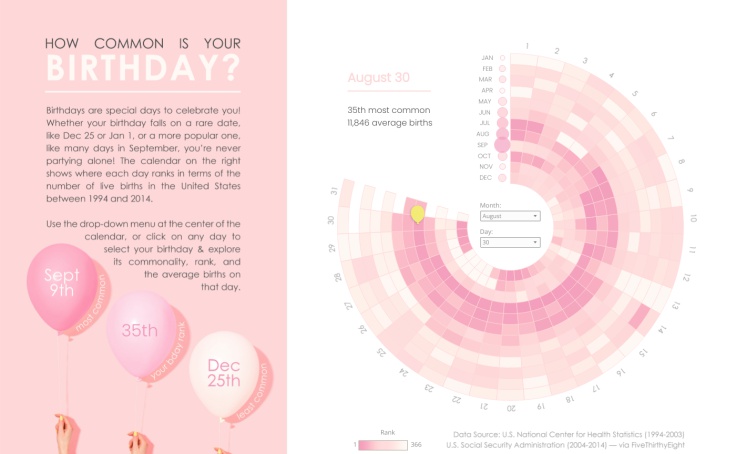 HOW COMMON IS YOUR
BIRTHDAY?
Birthdays are special days to celebrate you!
Whether your birthday falls on a rare date,
like Dec 25 or Jan 1, or a more popular one,
like many days in September, you're never
partying alone! The calendar on the right
shows where each day ranks in terms of the
number of live births in the United States
between 1994 and 2014.
Use the drop-down menu at the center of the
calendar, or click on any day to
select your birthday & explore
its commonality, rank, and
the average births on
that day.
Sept
9th
most common
35th
your bday rank
Dec
25th
least common
August 30
35th most common
11,846 average births
JAN
FEB
MAR
APR
MAY
JUN
JUL
AUG
SEP
OCT
NOV
DEC
1
2
3
4
5
6
7
8
9
10
11
12
13
14
15
16
17
18
19
20
21
22
23
24
25
26
27
28
29
30
31
Month:
August
Day:
30
Rank
1
366
Data Source: U.S. National Center for Health Statistics (1994-2003)
U.S. Social Security Administration (2004-2014) — via FiveThirtyEight